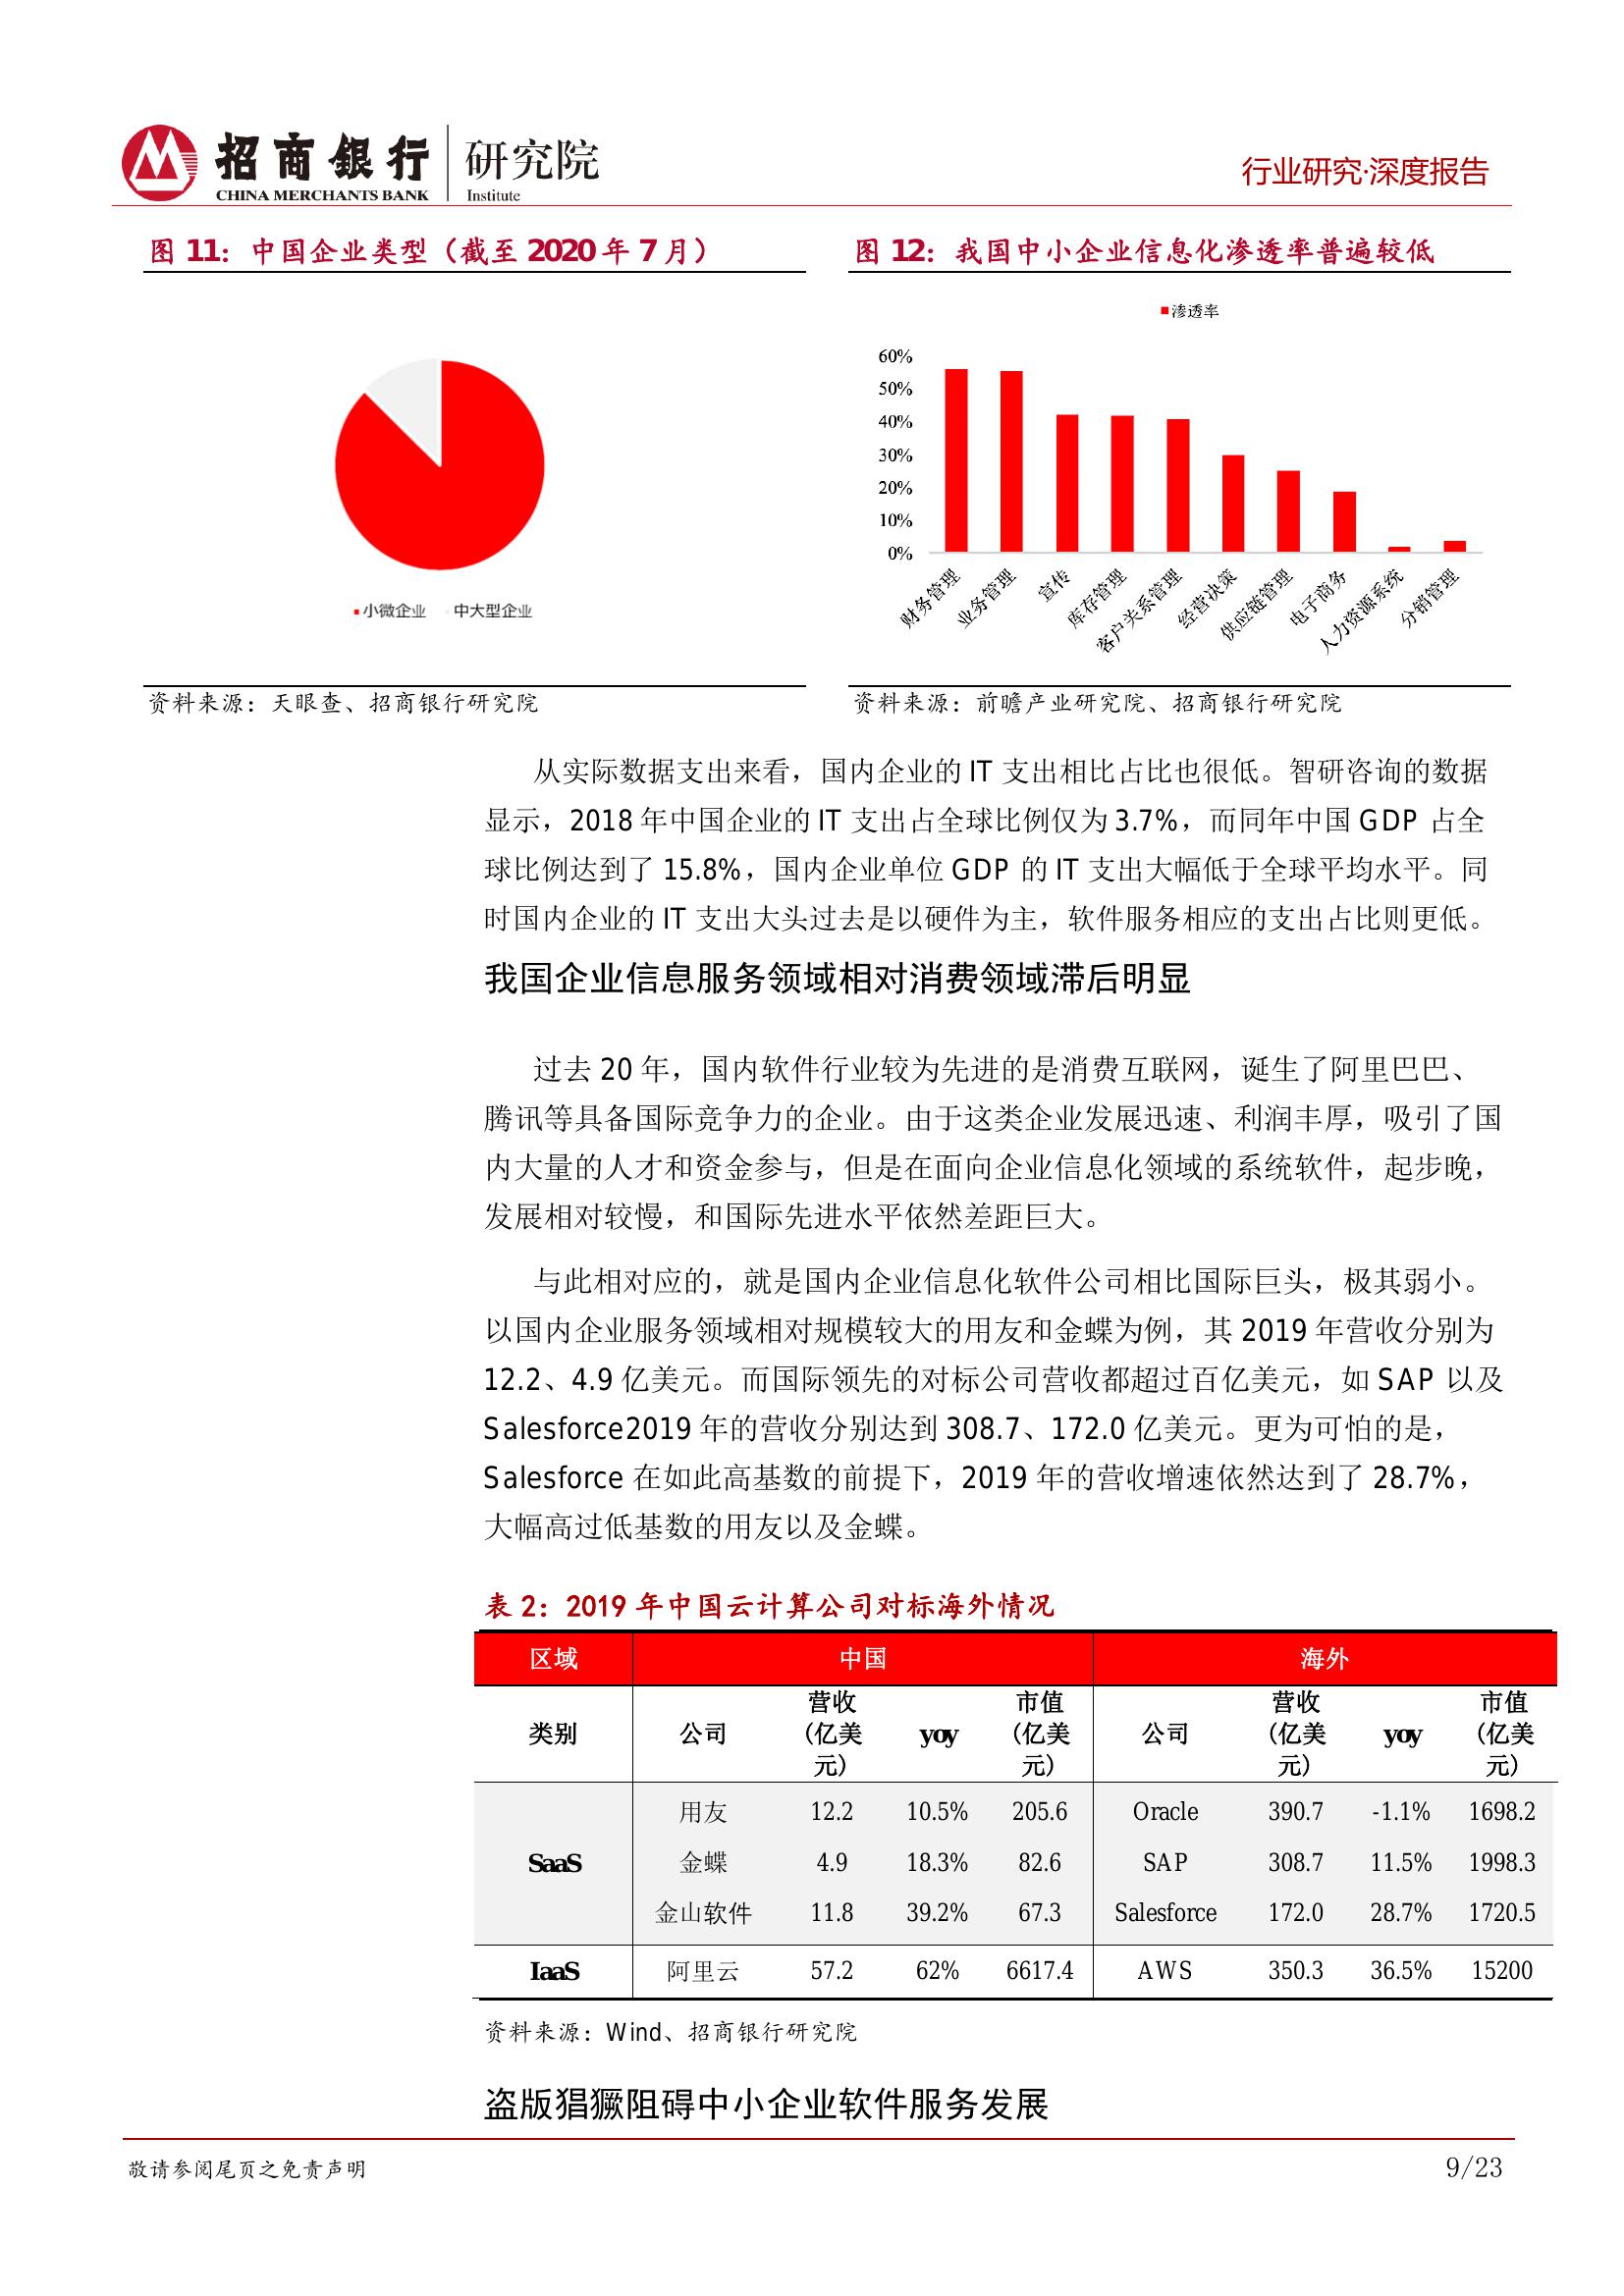 招商银行 研究院
CHINA MERCHANTS BANK Institute
行业研究·深度报告
图 11：中国企业类型（截至 2020 年 7 月）
小微企业 中大型企业
资料来源：天眼查、招商银行研究院
图 12：我国中小企业信息化渗透率普遍较低
渗透率
60%
50%
40%
30%
20%
10%
0%
财务管理 业务管理 宣传 库存管理 客户关系管理 经营决策 供应链管理 电子商务 人力资源系统 分销管理
资料来源：前瞻产业研究院、招商银行研究院
从实际数据支出来看，国内企业的 IT 支出相比占比也很低。智研咨询的数据
显示，2018 年中国企业的 IT 支出占全球比例仅为 3.7%，而同年中国 GDP 占全
球比例达到了 15.8%，国内企业单位 GDP 的 IT 支出大幅低于全球平均水平。同
时国内企业的 IT 支出大头过去是以硬件为主，软件服务相应的支出占比则更低。
我国企业信息服务领域相对消费领域滞后明显
过去 20 年，国内软件行业较为先进的是消费互联网，诞生了阿里巴巴、
腾讯等具备国际竞争力的企业。由于这类企业发展迅速、利润丰厚，吸引了国
内大量的人才和资金参与，但是在面向企业信息化领域的系统软件，起步晚，
发展相对较慢，和国际先进水平依然差距巨大。
与此相对应的，就是国内企业信息化软件公司相比国际巨头，极其弱小。
以国内企业服务领域相对规模较大的用友和金蝶为例，其 2019 年营收分别为
12.2、4.9 亿美元。而国际领先的对标公司营收都超过百亿美元，如 SAP 以及
Salesforce2019 年的营收分别达到 308.7、172.0 亿美元。更为可怕的是，
Salesforce 在如此高基数的前提下，2019 年的营收增速依然达到了 28.7%，
大幅高过低基数的用友以及金蝶。
表 2：2019 年中国云计算公司对标海外情况
区域 中国 海外
类别 公司 营收（亿美元） yoy 市值（亿美元） 公司 营收（亿美元） yoy 市值（亿美元）
SaaS 用友 12.2 10.5% 205.6 Oracle 390.7 -1.1% 1698.2
金蝶 4.9 18.3% 82.6 SAP 308.7 11.5% 1998.3
金山软件 11.8 39.2% 67.3 Salesforce 172.0 28.7% 1720.5
IaaS 阿里云 57.2 62% 6617.4 AWS 350.3 36.5% 15200
资料来源：Wind、招商银行研究院
盗版猖獗阻碍中小企业软件服务发展
敬请参阅尾页之免责声明
9/23